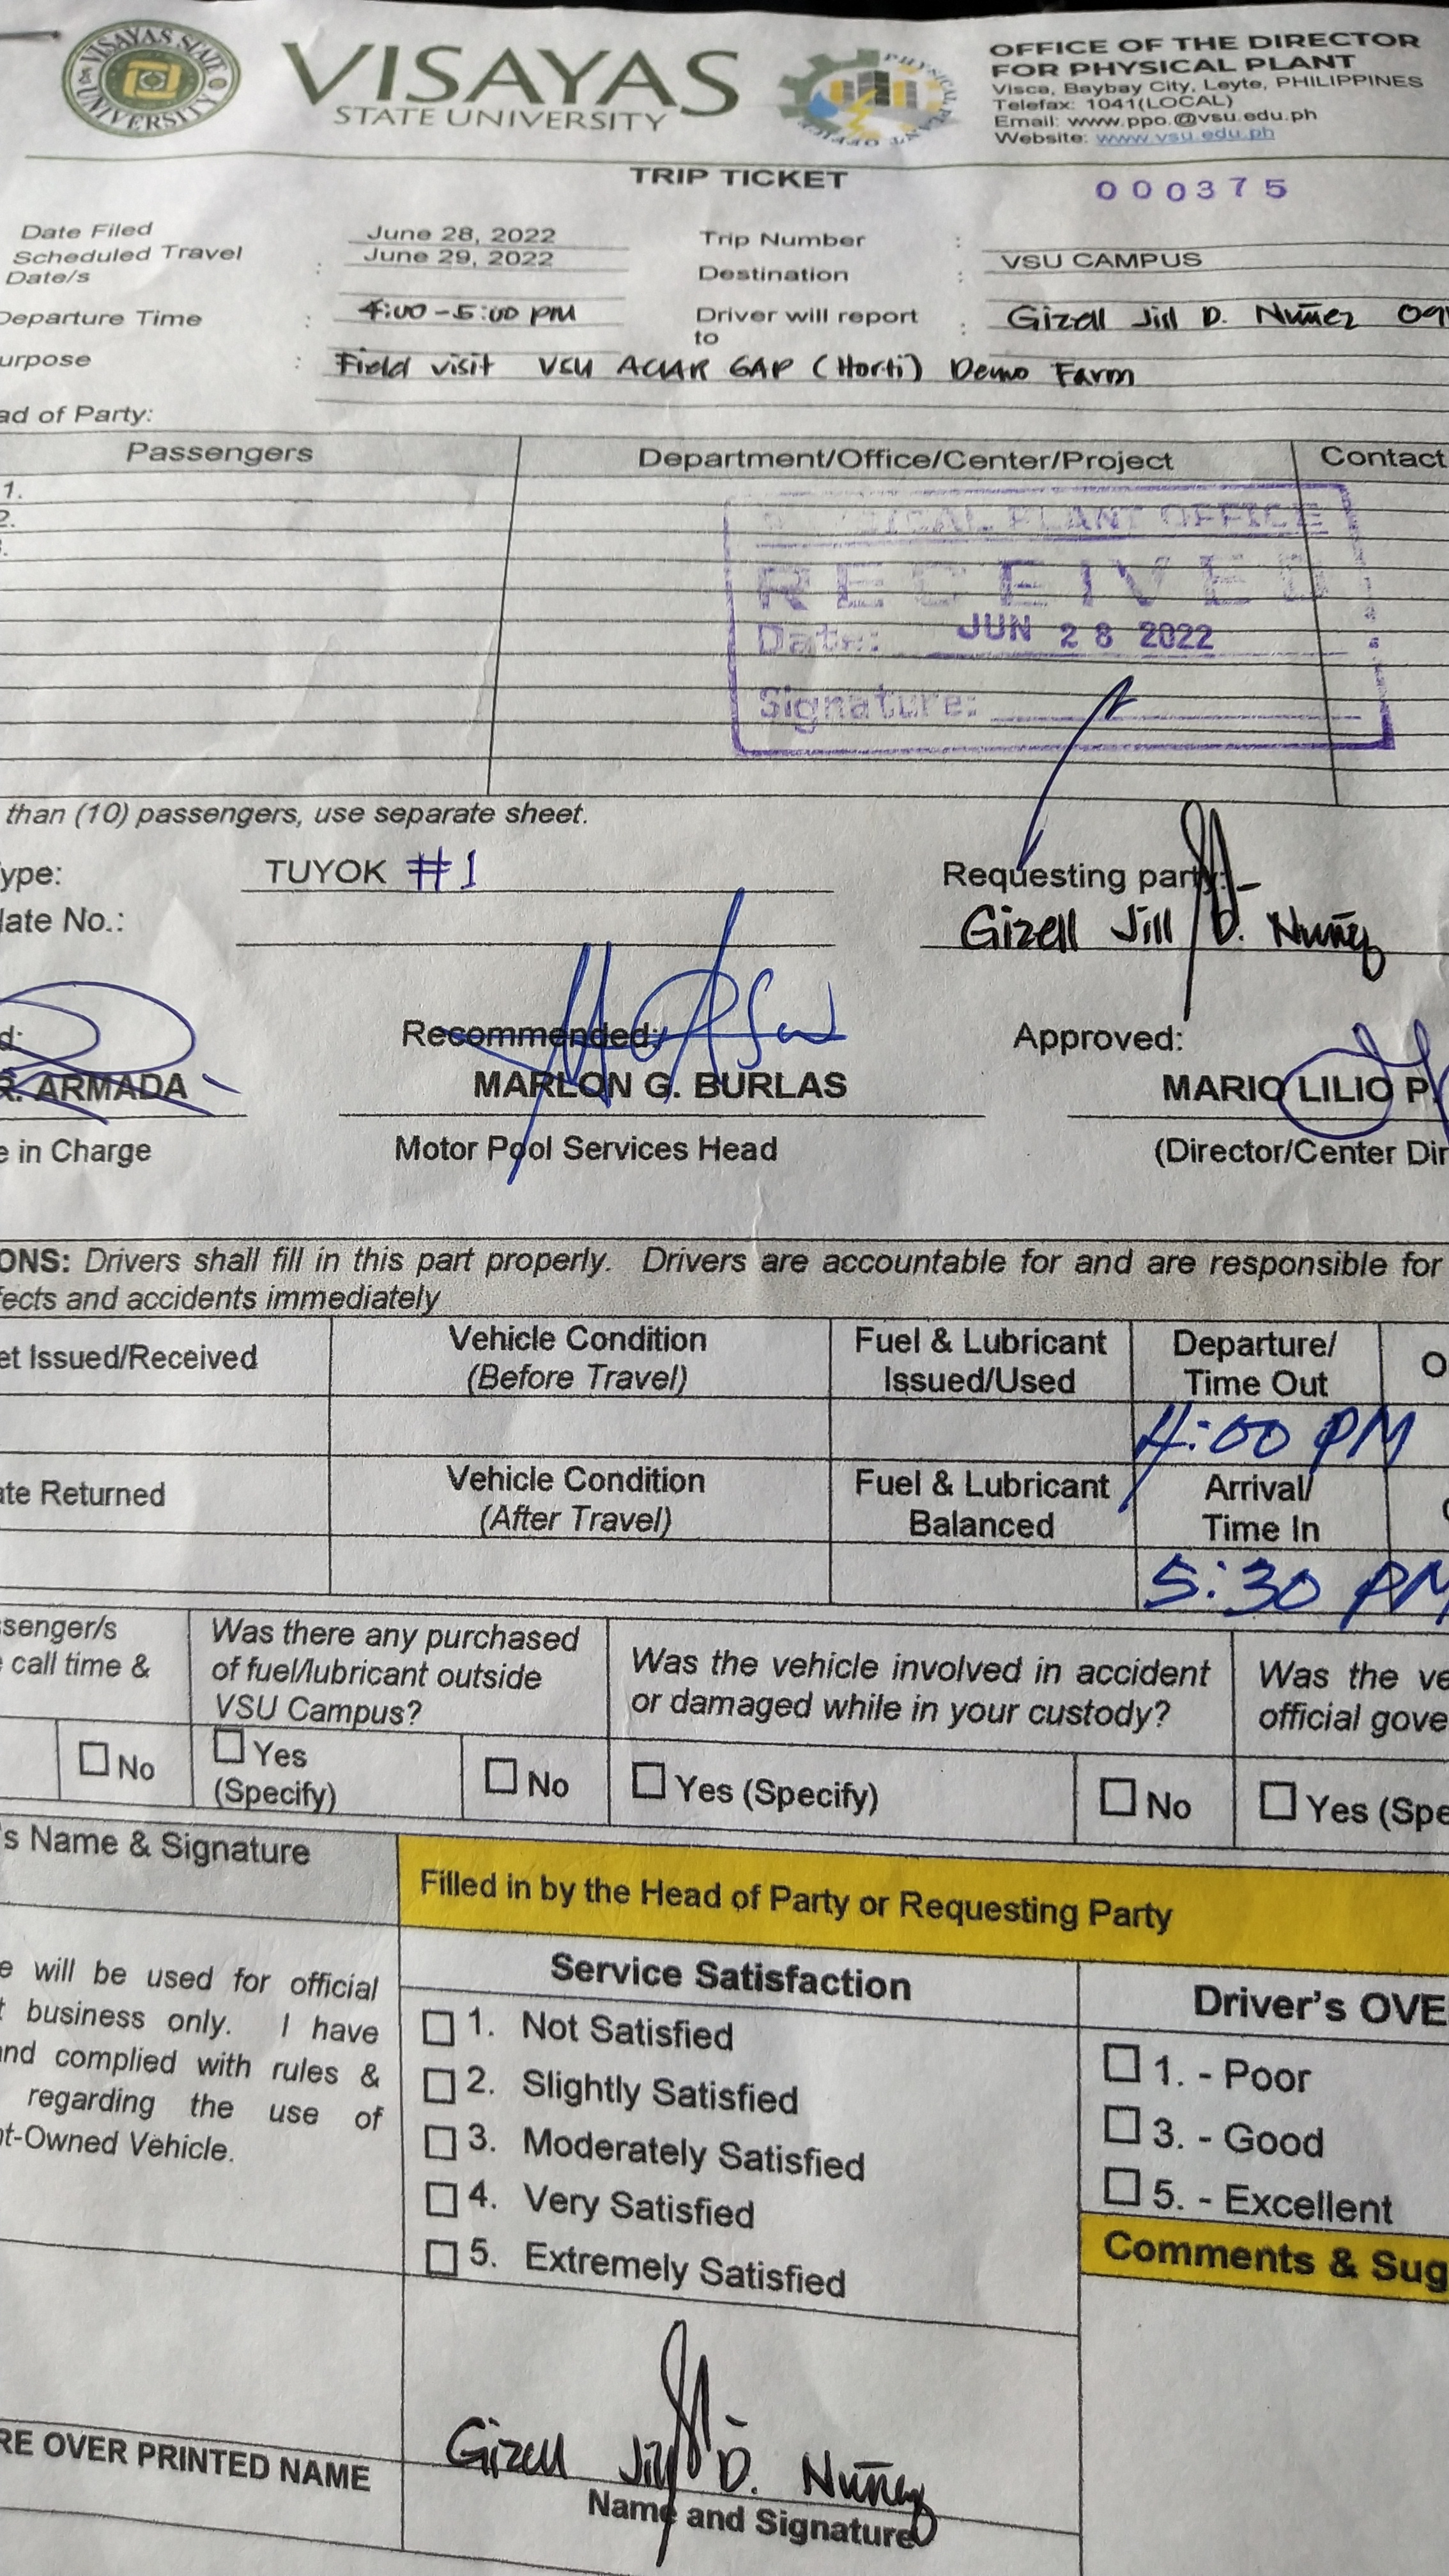 VISAYAS STATE UNIVERSITY
VISAYAS
STATE UNIVERSITY
PHYSICAL PLANT OFFICE
OFFICE OF THE DIRECTOR
FOR PHYSICAL PLANT
Visca, Baybay City, Leyte, PHILIPPINES
Telefax: 1041(LOCAL)
Email: www.ppo.@vsu.edu.ph
Website: www.vsu.edu.ph
TRIP TICKET
000375
Date Filed June 28, 2022 Trip Number :
Scheduled Travel Date/s : June 29, 2022 Destination : VSU CAMPUS
Departure Time : 4:00-5:00 PM Driver will report to : Gizell Jill D. Nuñez 09
urpose : Field visit VSU ACIAR GAP (Horti) Demo Farm
ad of Party:
Passengers Department/Office/Center/Project Contact
1.
2.
PLANT OFFICE
RECEIVED
Date: JUN 28 2022
Signature:
than (10) passengers, use separate sheet.
ype: TUYOK #1 Requesting party:
late No.: Gizell Jill D. Nuñez
d: Recommended: Approved:
R. ARMADA MARLON G. BURLAS MARIO LILIO P.
e in Charge Motor Pool Services Head (Director/Center Dir
ONS: Drivers shall fill in this part properly. Drivers are accountable for and are responsible for
fects and accidents immediately
et Issued/Received Vehicle Condition (Before Travel) Fuel & Lubricant Issued/Used Departure/ Time Out O
4:00 PM
ate Returned Vehicle Condition (After Travel) Fuel & Lubricant Balanced Arrival/ Time In
5:30 PM
senger/s Was there any purchased Was the vehicle involved in accident Was the ve
call time & of fuel/lubricant outside or damaged while in your custody? official gove
VSU Campus?
No Yes (Specify) No Yes (Specify) No Yes (Spe
's Name & Signature Filled in by the Head of Party or Requesting Party
Service Satisfaction Driver's OVE
e will be used for official
t business only. I have
nd complied with rules &
regarding the use of
t-Owned Vehicle.
1. Not Satisfied
2. Slightly Satisfied
3. Moderately Satisfied
4. Very Satisfied
5. Extremely Satisfied
1. - Poor
3. - Good
5. - Excellent
Comments & Sug
Gizell Jill D. Nuñez
RE OVER PRINTED NAME Name and Signature